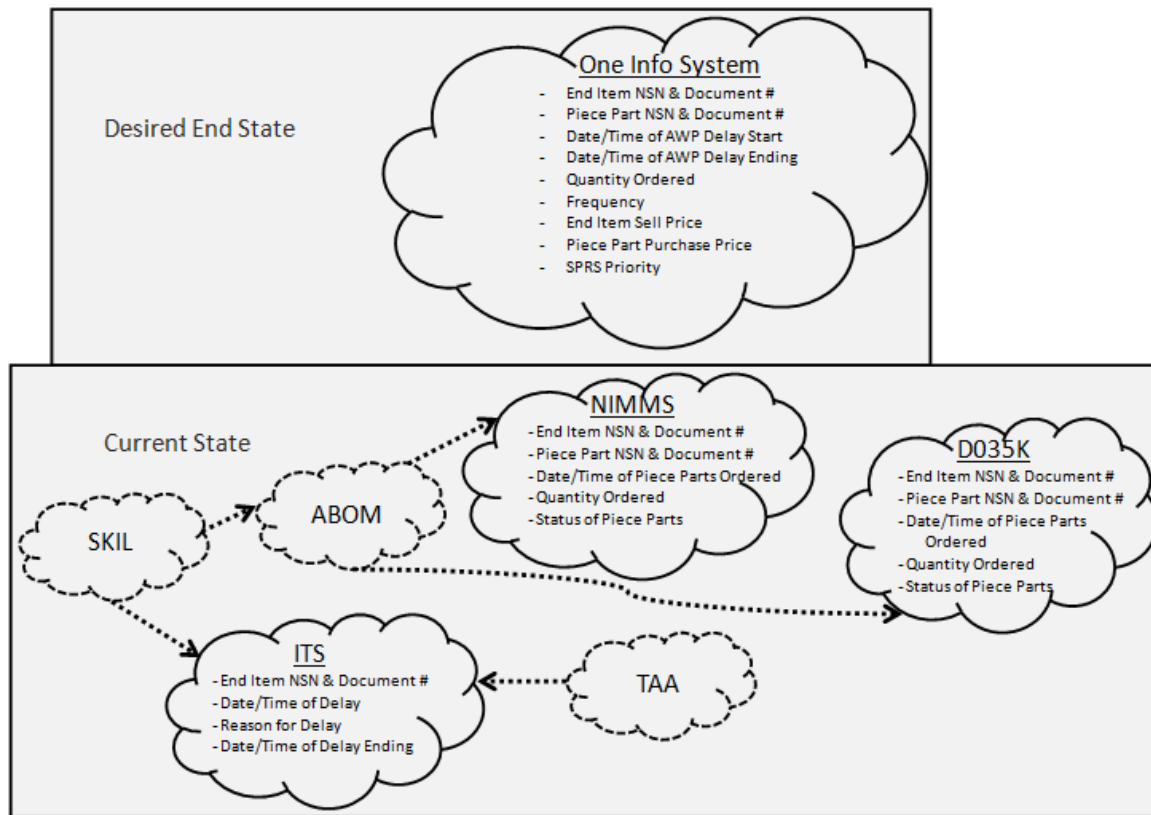 One Info System
Desired End State
- End Item NSN & Document #
- Piece Part NSN & Document #
- Date/Time of AWP Delay Start
- Date/Time of AWP Delay Ending
- Quantity Ordered
- Frequency
- End Item Sell Price
- Piece Part Purchase Price
- SPRS Priority
Current State
NIMMS
- End Item NSN & Document #
- Piece Part NSN & Document #
- Date/Time of Piece Parts Ordered
- Quantity Ordered
- Status of Piece Parts
D035K
- End Item NSN & Document #
- Piece Part NSN & Document #
- Date/Time of Piece Parts
Ordered
- Quantity Ordered
- Status of Piece Parts
ABOM
SKIL
ITS
- End Item NSN & Document #
- Date/Time of Delay
- Reason for Delay
- Date/Time of Delay Ending
TAA